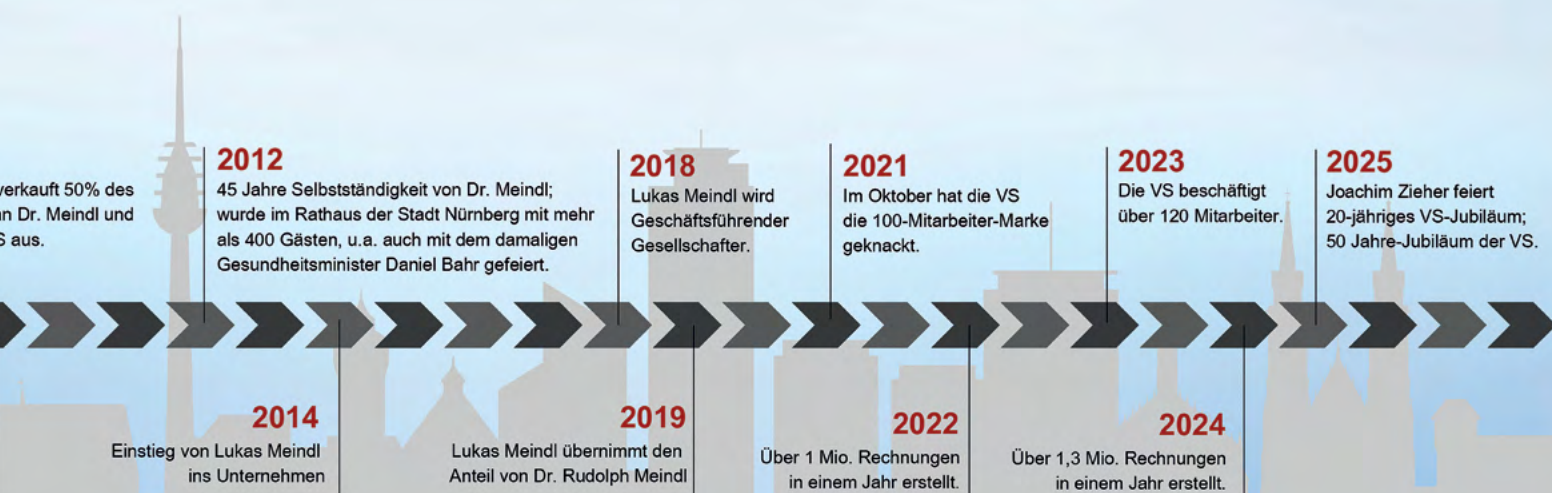 verkauft 50% des
an Dr. Meindl und
S aus.
2012
45 Jahre Selbstständigkeit von Dr. Meindl;
wurde im Rathaus der Stadt Nürnberg mit mehr
als 400 Gästen, u.a. auch mit dem damaligen
Gesundheitsminister Daniel Bahr gefeiert.
2014
Einstieg von Lukas Meindl
ins Unternehmen
2018
Lukas Meindl wird
Geschäftsführender
Gesellschafter.
2019
Lukas Meindl übernimmt den
Anteil von Dr. Rudolph Meindl
2021
Im Oktober hat die VS
die 100-Mitarbeiter-Marke
geknackt.
2022
Über 1 Mio. Rechnungen
in einem Jahr erstellt.
2023
Die VS beschäftigt
über 120 Mitarbeiter.
2024
Über 1,3 Mio. Rechnungen
in einem Jahr erstellt.
2025
Joachim Zieher feiert
20-jähriges VS-Jubiläum;
50 Jahre-Jubiläum der VS.